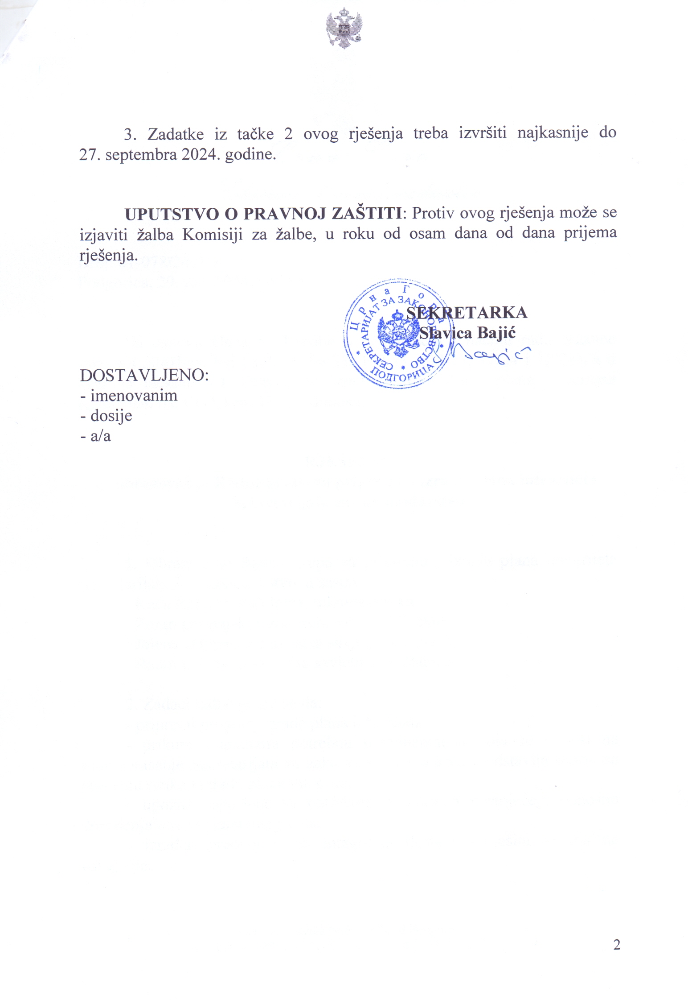 3. Zadatke iz tačke 2 ovog rješenja treba izvršiti najkasnije do
27. septembra 2024. godine.
UPUTSTVO O PRAVNOJ ZAŠTITI: Protiv ovog rješenja može se
izjaviti žalba Komisiji za žalbe, u roku od osam dana od dana prijema
rješenja.
Црна Гора
СЕКРЕТАРИЈАТ ЗА ЗАКОНОДАВСТВО
ПОДГОРИЦА
SEKRETARKA
Slavica Bajić
DOSTAVLJENO:
- imenovanim
- dosije
- a/a
2